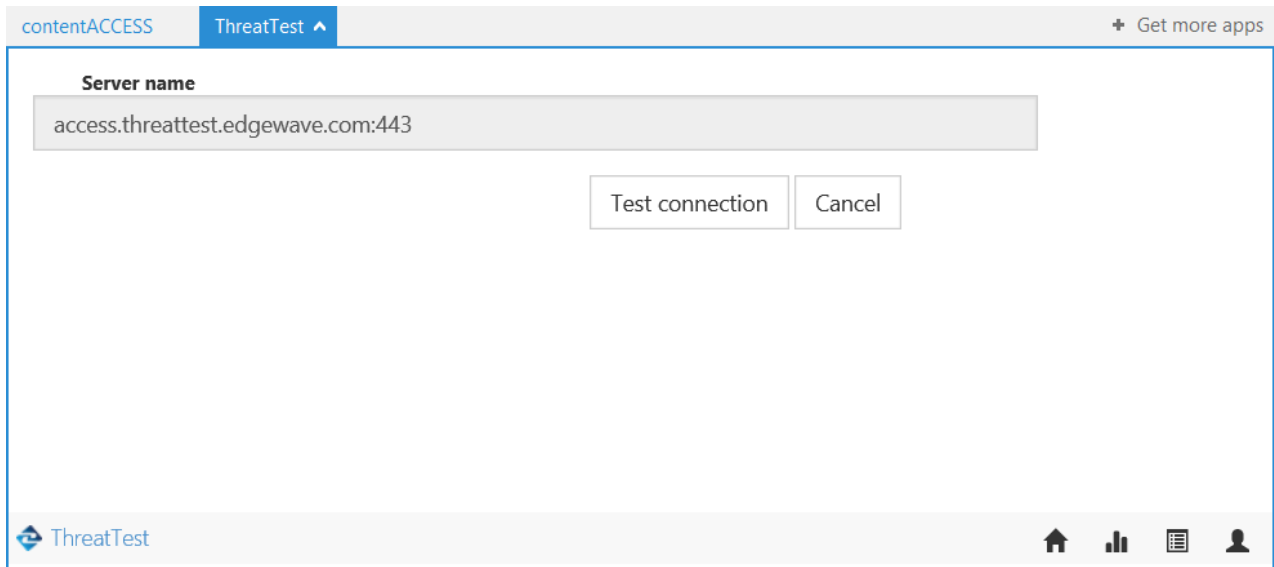 contentACCESS ThreatTest Get more apps
Server name
access.threattest.edgewave.com:443
Test connection Cancel
ThreatTest